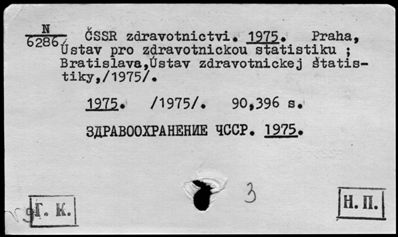 N
6286/
ČSSR zdravotnictví. 1975. Praha,
Ústav pro zdravotnickou statistiku ;
Bratislava,Ústav zdravotnickej štatis-
tiky,/1975/.
1975. /1975/. 90,396 s.
ЗДРАВООХРАНЕНИЕ ЧССР. 1975.
3
Г. К.
Н. П.